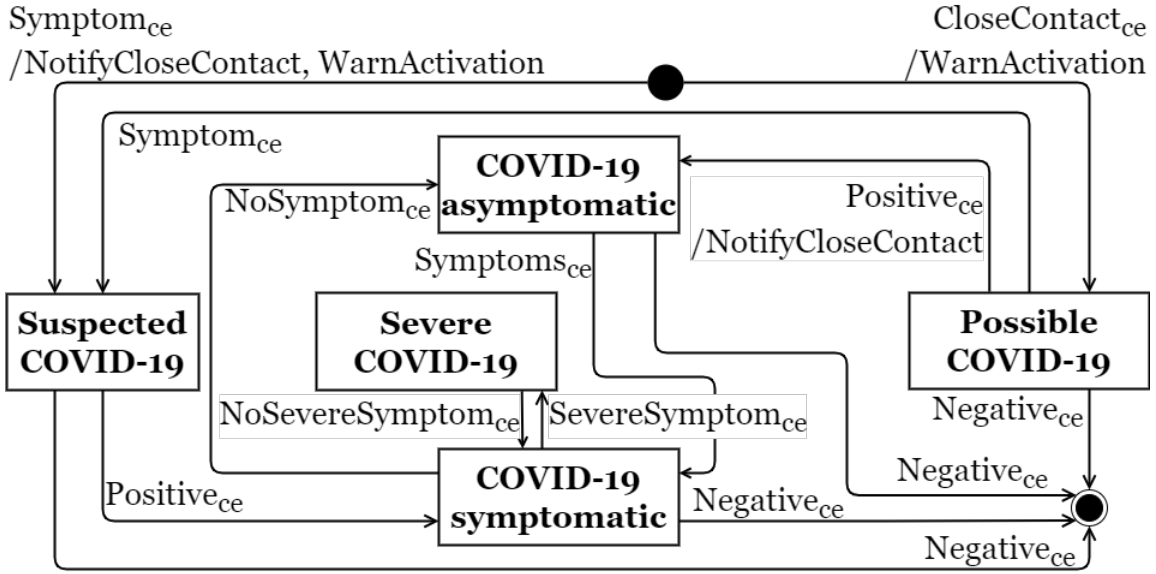 Symptomce
/NotifyCloseContact, WarnActivation
CloseContactce
/WarnActivation
Symptomce
COVID-19
asymptomatic
NoSymptomce
Positivece
/NotifyCloseContact
Symptomsce
Suspected
COVID-19
Severe
COVID-19
Possible
COVID-19
NoSevereSymptomce
SevereSymptomce
Negativece
COVID-19
symptomatic
Positivece
Negativece
Negativece
Negativece